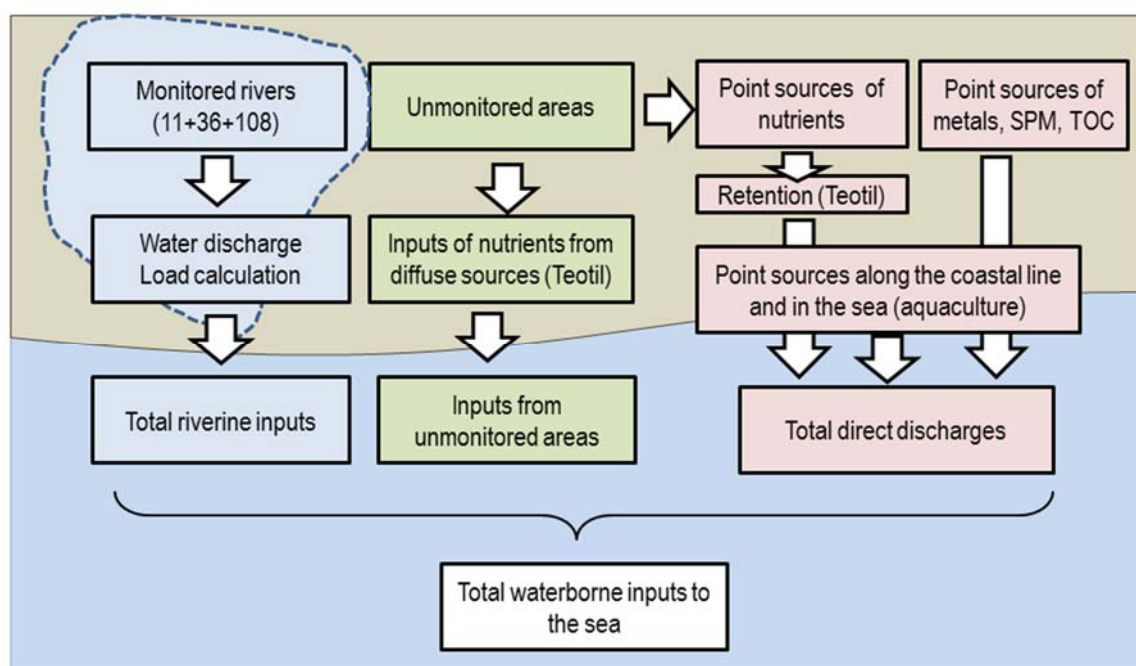 Monitored rivers
(11+36+108)
Unmonitored areas
Point sources of
nutrients
Point sources of
metals, SPM, TOC
Retention (Teotil)
Water discharge
Load calculation
Inputs of nutrients from
diffuse sources (Teotil)
Point sources along the coastal line
and in the sea (aquaculture)
Total riverine inputs
Inputs from
unmonitored areas
Total direct discharges
Total waterborne inputs to
the sea